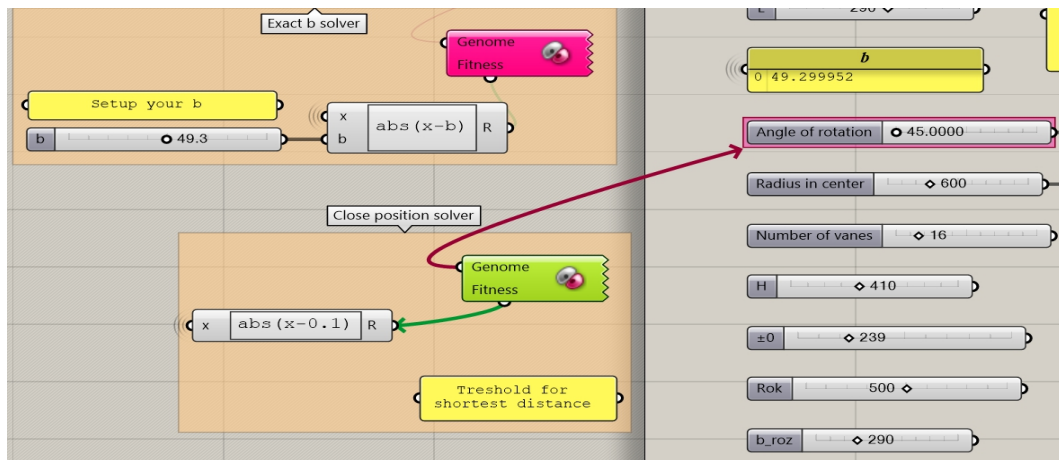 Exact b solver
Genome
Fitness
Setup your b
b 49.3
x
b
abs(x-b)
R
Close position solver
Genome
Fitness
x abs(x-0.1) R
Treshold for
shortest distance
290
b
0 49.299952
Angle of rotation 45.0000
Radius in center 600
Number of vanes 16
H 410
±0 239
Rok 500
b_roz 290